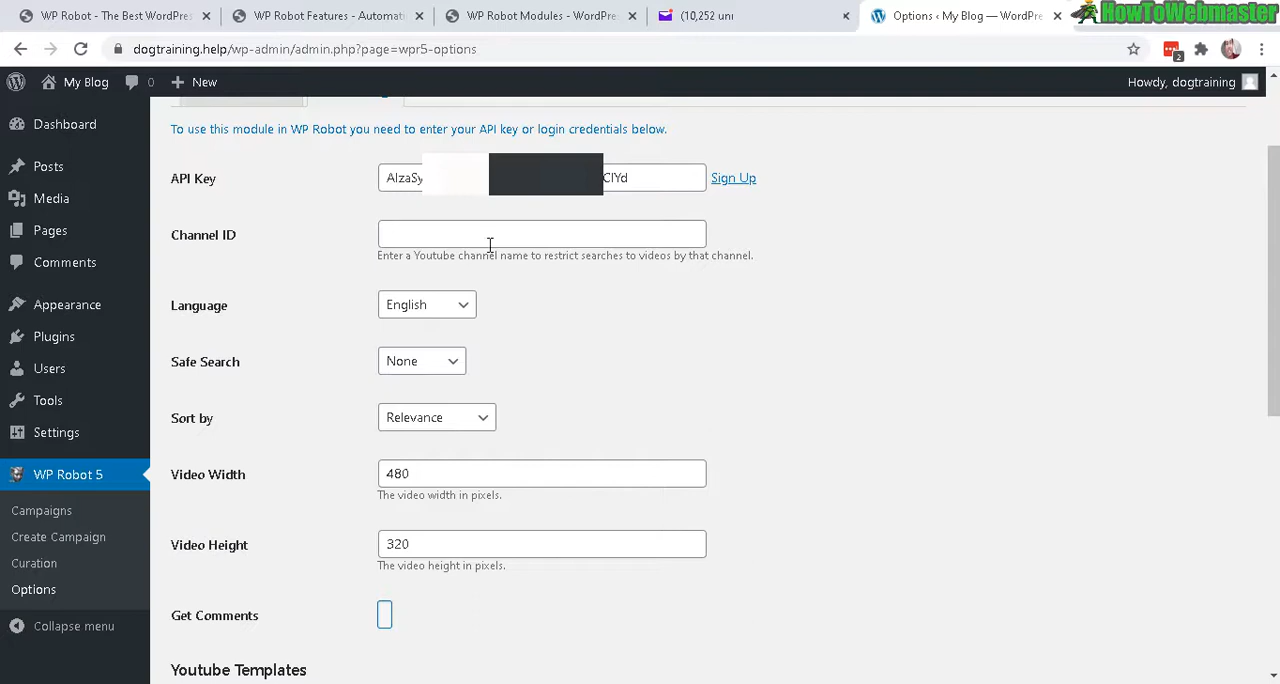 WP Robot - The Best WordPres
WP Robot Features - Automat
WP Robot Modules - WordPre
(10,252 un
Options ‹ My Blog — WordPre
HowToWebmaster
dogtraining.help/wp-admin/admin.php?page=wpr5-options
2
My Blog
0
New
Howdy, dogtraining
Dashboard
Posts
Media
Pages
Comments
Appearance
Plugins
Users
Tools
Settings
WP Robot 5
Campaigns
Create Campaign
Curation
Options
Collapse menu
To use this module in WP Robot you need to enter your API key or login credentials below.
API Key
AIzaSy
CIYd
Sign Up
Channel ID
Enter a Youtube channel name to restrict searches to videos by that channel.
Language
English
Safe Search
None
Sort by
Relevance
Video Width
480
The video width in pixels.
Video Height
320
The video height in pixels.
Get Comments
Youtube Templates